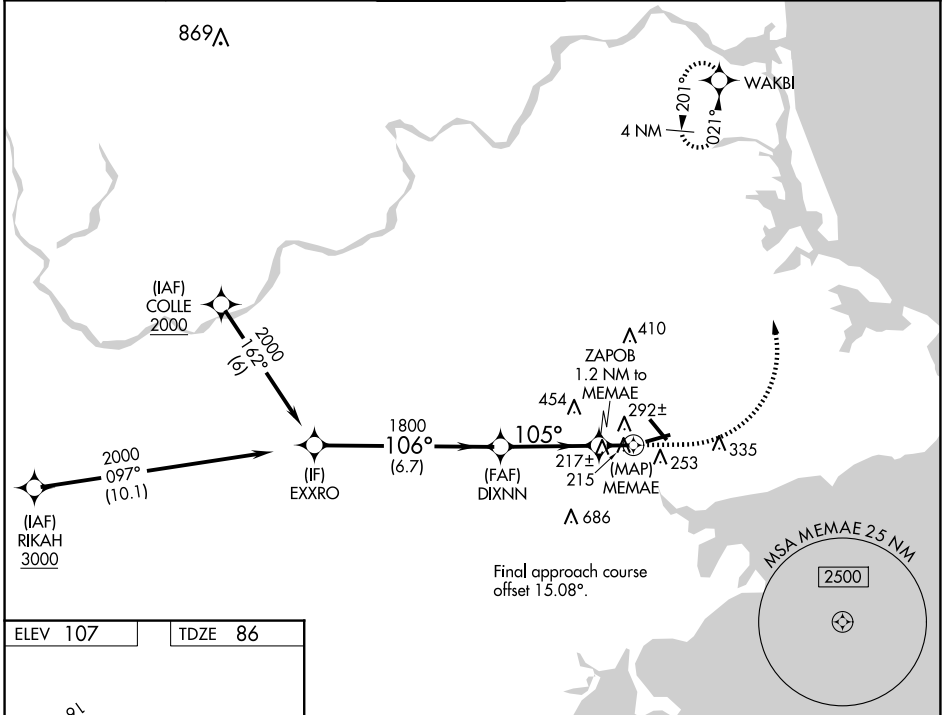 869
WAKBI
201°
021°
4 NM
(IAF)
COLLE
2000
2000
162°
(6)
410
ZAPOB
1.2 NM to
MEMAE
454
292±
1800
106°
(6.7)
105°
335
253
217±
215
(MAP)
MEMAE
2000
097°
(10.1)
(IF)
EXXRO
(FAF)
DIXNN
(IAF)
RIKAH
3000
686
Final approach course
offset 15.08°.
MSA MEMAE 25 NM
2500
ELEV 107
TDZE 86